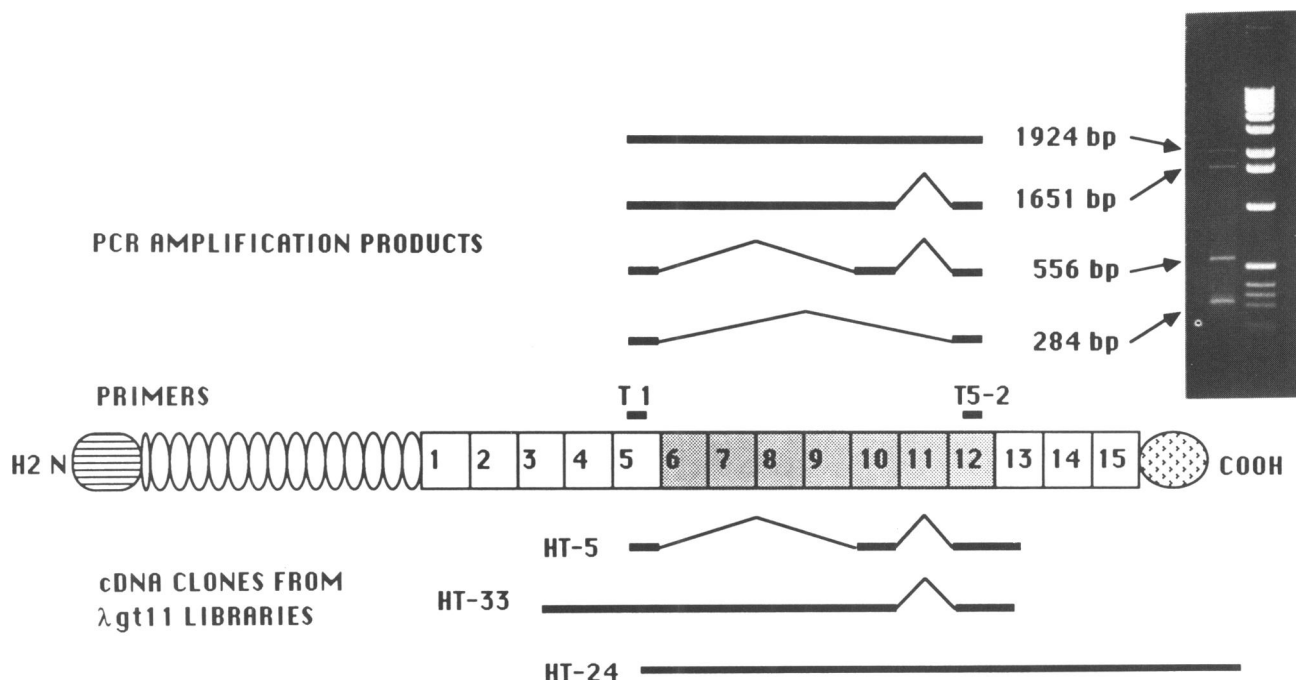 1924 bp
1651 bp
PCR AMPLIFICATION PRODUCTS
556 bp
284 bp
PRIMERS
T 1
T5-2
H2 N
1 2 3 4 5 6 7 8 9 10 11 12 13 14 15
COOH
HT-5
cDNA CLONES FROM
λgt11 LIBRARIES
HT-33
HT-24